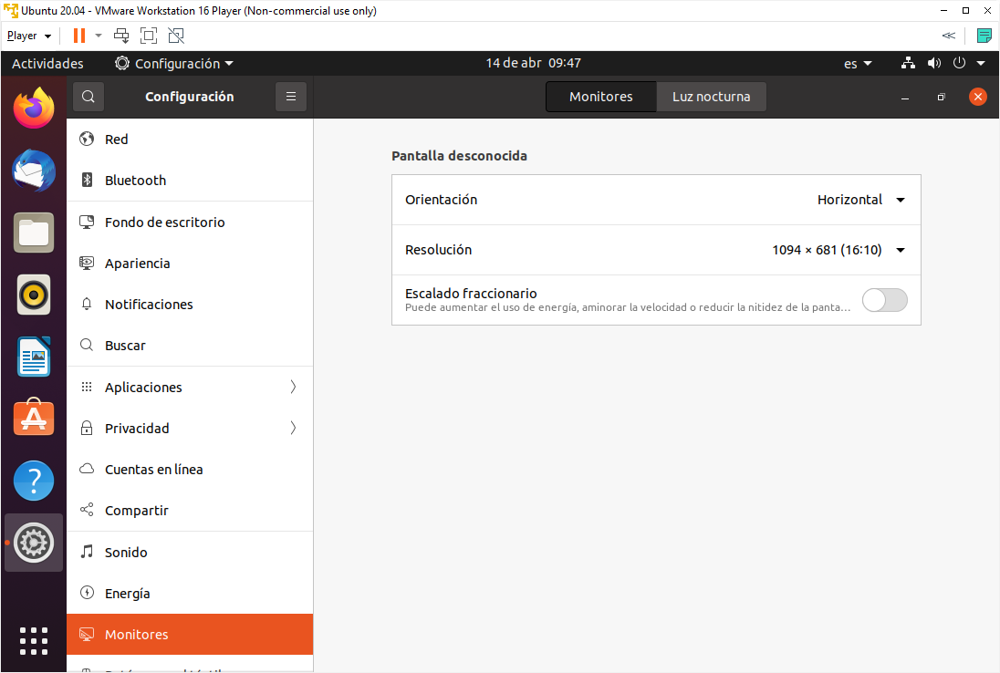 Ubuntu 20.04 - VMware Workstation 16 Player (Non-commercial use only)
Player
Actividades
Configuración
14 de abr 09:47
es
Configuración
Monitores
Luz nocturna
Red
Bluetooth
Fondo de escritorio
Apariencia
Notificaciones
Buscar
Aplicaciones
Privacidad
Cuentas en línea
Compartir
Sonido
Energía
Monitores
Pantalla desconocida
Orientación
Horizontal
Resolución
1094 × 681 (16:10)
Escalado fraccionario
Puede aumentar el uso de energía, aminorar la velocidad o reducir la nitidez de la panta…